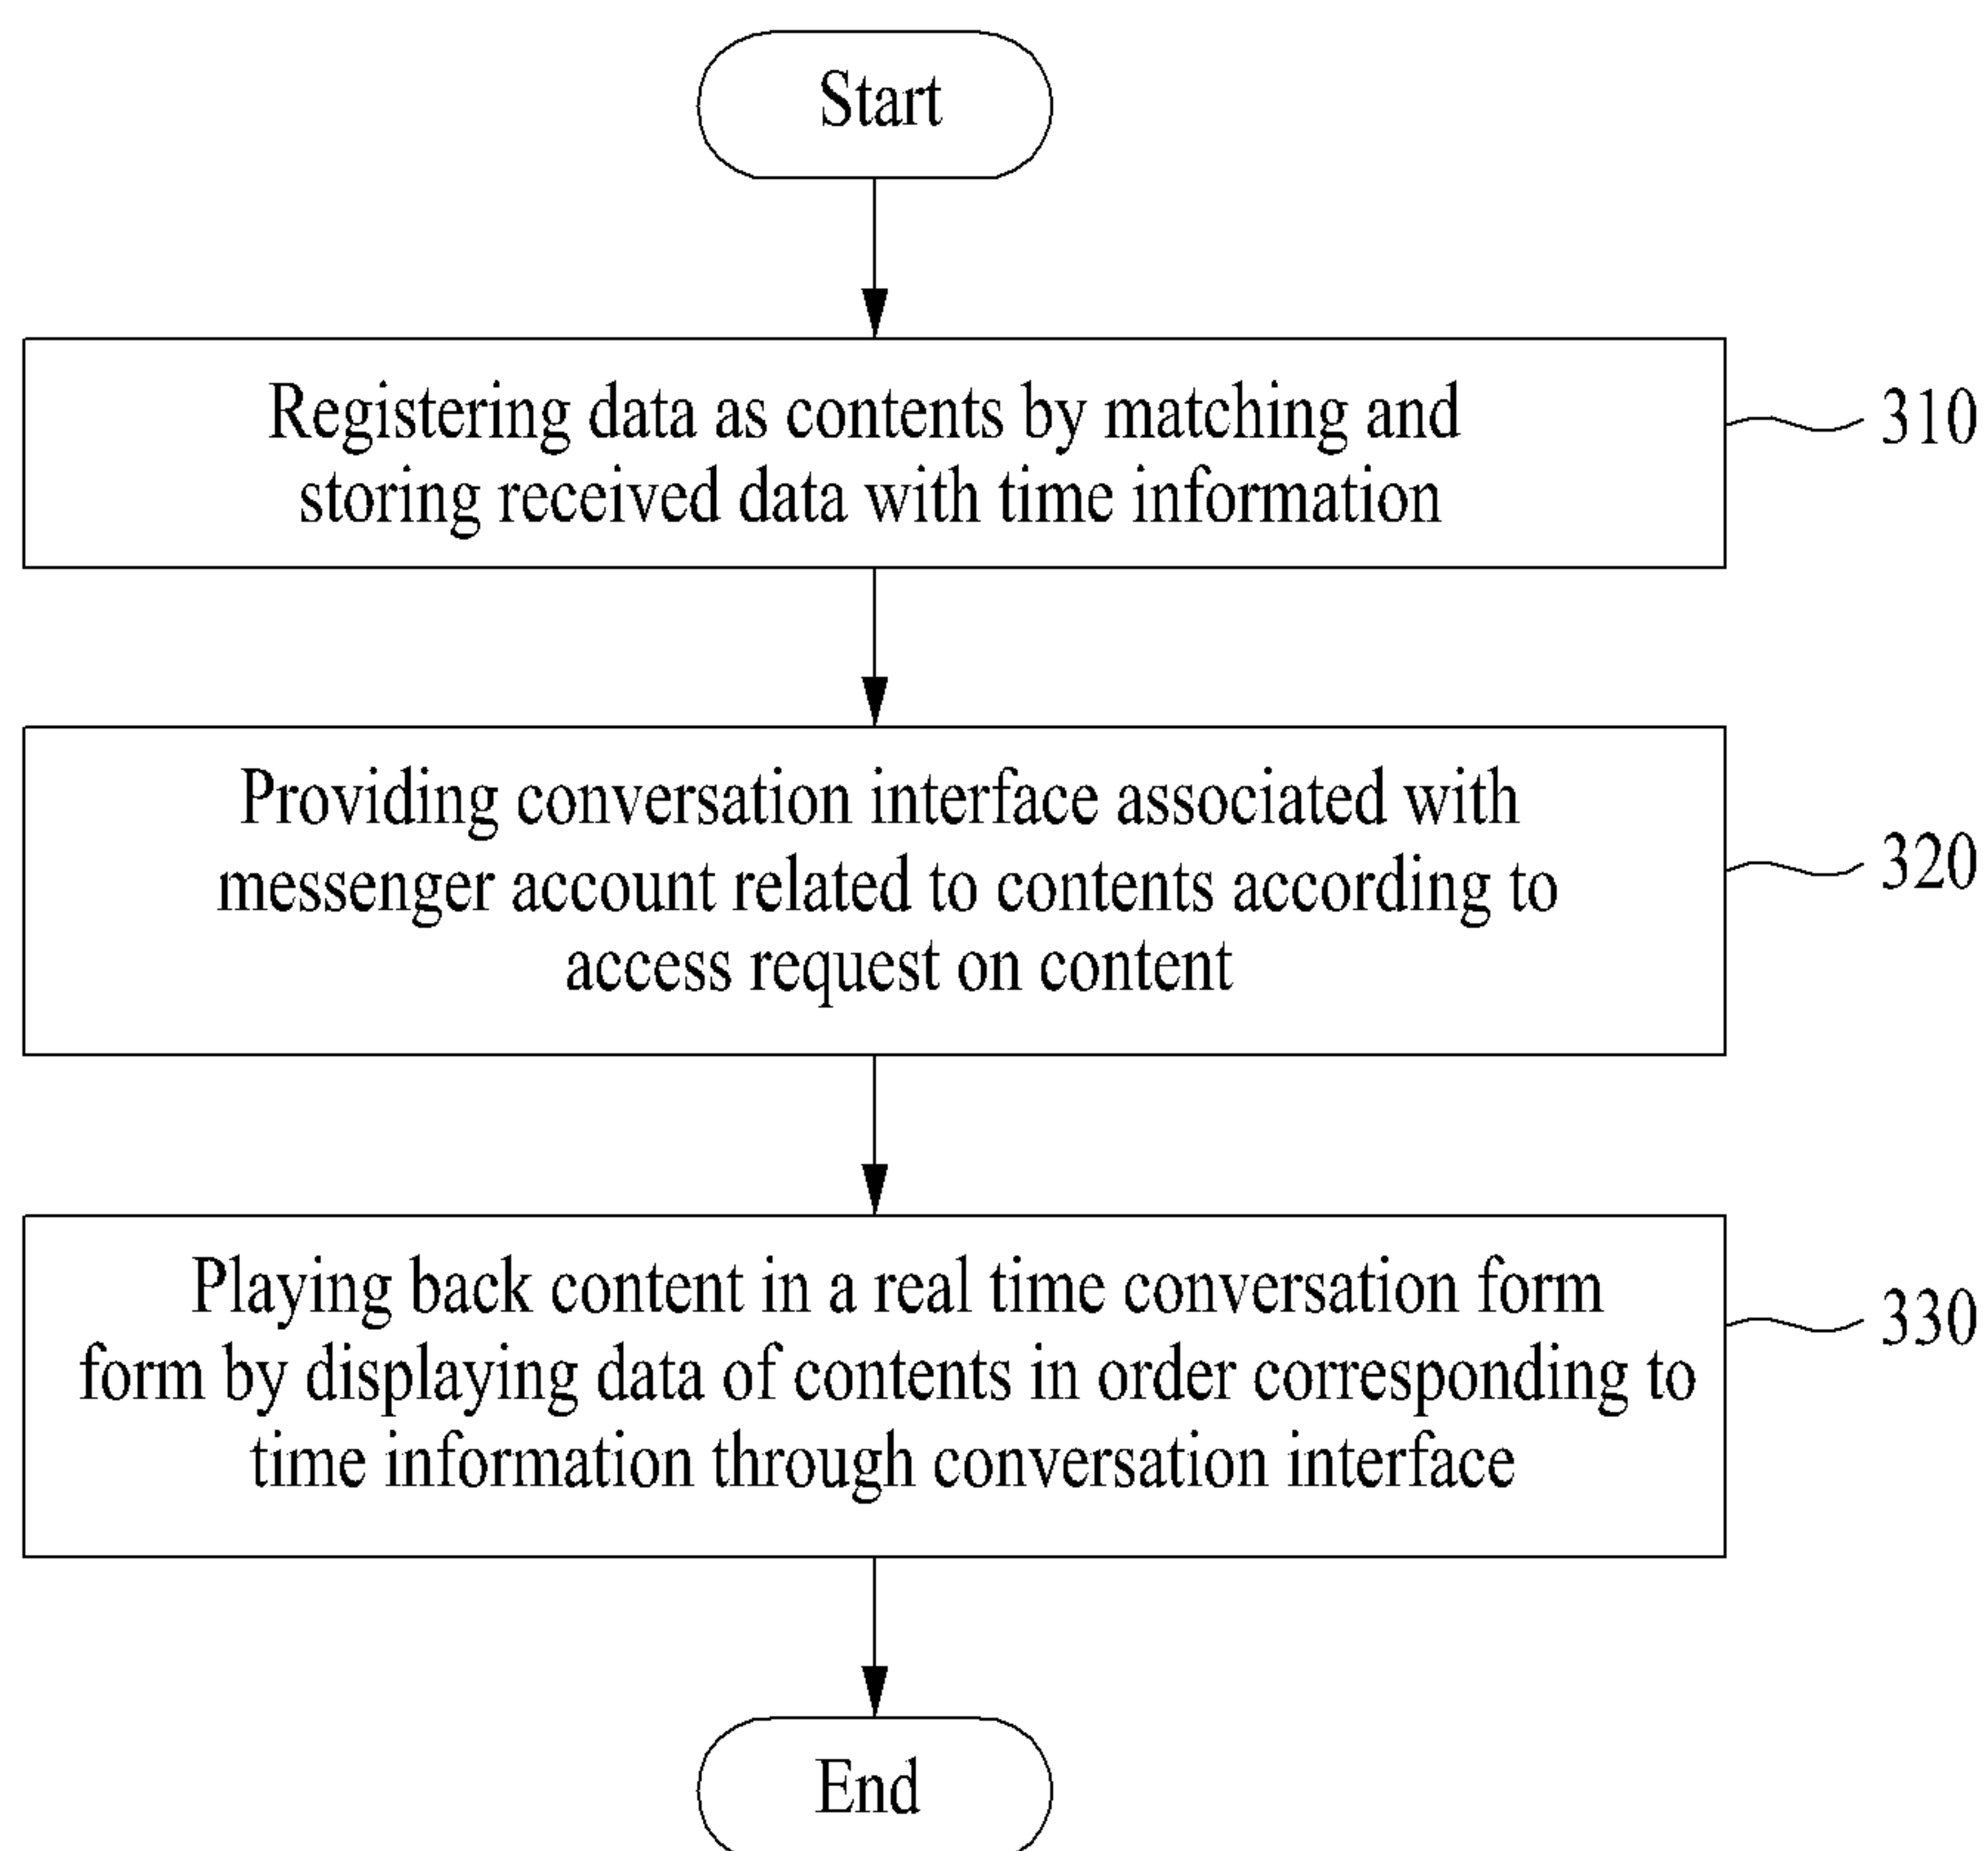 Start
Registering data as contents by matching and
storing received data with time information
310
Providing conversation interface associated with
messenger account related to contents according to
access request on content
320
Playing back content in a real time conversation form
form by displaying data of contents in order corresponding to
time information through conversation interface
330
End